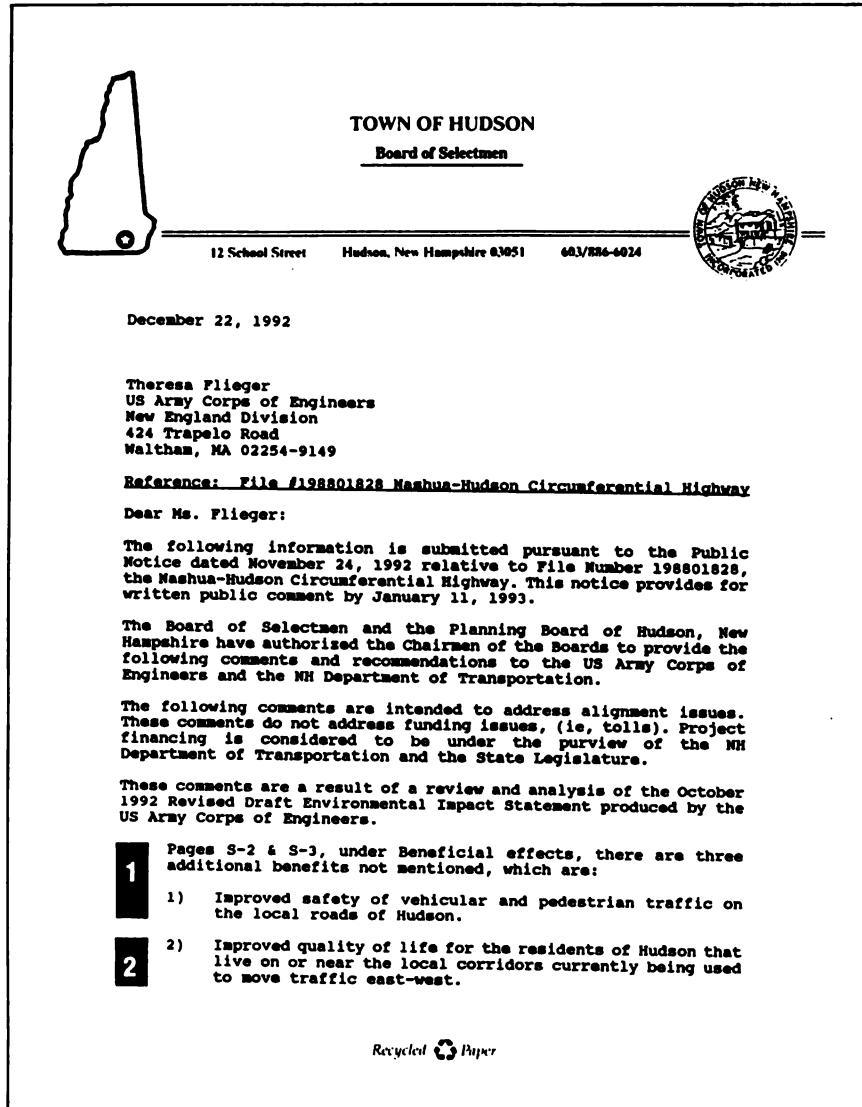 TOWN OF HUDSON
Board of Selectmen
TOWN OF HUDSON NEW HAMPSHIRE
INCORPORATED
12 School Street Hudson, New Hampshire 03051 603/886-6024
December 22, 1992
Theresa Flieger
US Army Corps of Engineers
New England Division
424 Trapelo Road
Waltham, MA 02254-9149
Reference: File #198801828 Nashua-Hudson Circumferential Highway
Dear Ms. Flieger:
The following information is submitted pursuant to the Public
Notice dated November 24, 1992 relative to File Number 198801828,
the Nashua-Hudson Circumferential Highway. This notice provides for
written public comment by January 11, 1993.
The Board of Selectmen and the Planning Board of Hudson, New
Hampshire have authorized the Chairmen of the Boards to provide the
following comments and recommendations to the US Army Corps of
Engineers and the NH Department of Transportation.
The following comments are intended to address alignment issues.
These comments do not address funding issues, (ie, tolls). Project
financing is considered to be under the purview of the NH
Department of Transportation and the State Legislature.
These comments are a result of a review and analysis of the October
1992 Revised Draft Environmental Impact Statement produced by the
US Army Corps of Engineers.
1 Pages S-2 & S-3, under Beneficial effects, there are three
additional benefits not mentioned, which are:
1) Improved safety of vehicular and pedestrian traffic on
the local roads of Hudson.
2 2) Improved quality of life for the residents of Hudson that
live on or near the local corridors currently being used
to move traffic east-west.
Recycled Paper